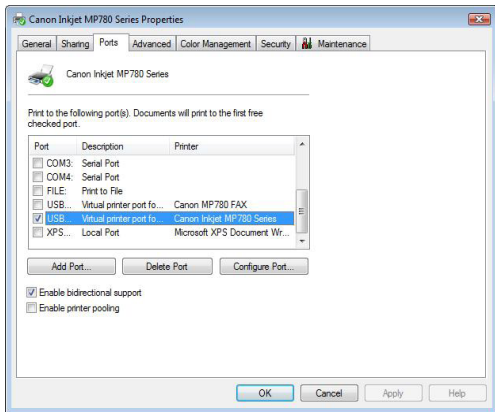 Canon Inkjet MP780 Series Properties
General Sharing Ports Advanced Color Management Security Maintenance
Canon Inkjet MP780 Series
Print to the following port(s). Documents will print to the first free
checked port.
Port Description Printer
COM3: Serial Port
COM4: Serial Port
FILE: Print to File
USB... Virtual printer port fo... Canon MP780 FAX
USB... Virtual printer port fo... Canon Inkjet MP780 Series
XPS... Local Port Microsoft XPS Document Wr...
Add Port... Delete Port Configure Port...
Enable bidirectional support
Enable printer pooling
OK Cancel Apply Help